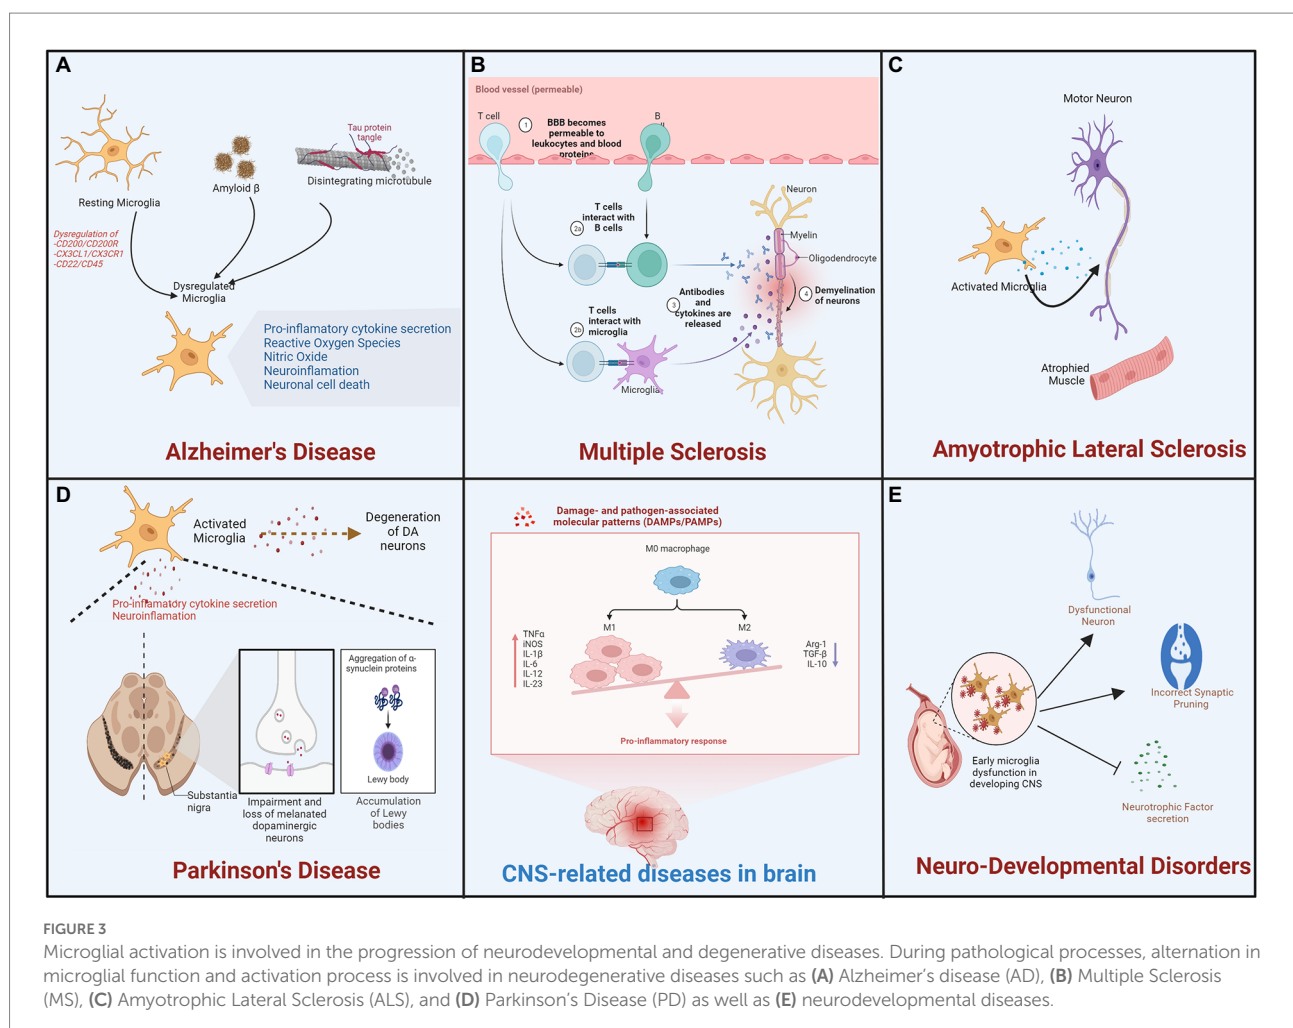 A
Resting Microglia
Amyloid β
Tau protein
tangle
Disintegrating microtubule
Dysregulation of
-CD200/CD200R
-CX3CL1/CX3CR1
-CD22/CD45
Dysregulated
Microglia
Pro-inflamatory cytokine secretion
Reactive Oxygen Species
Nitric Oxide
Neuroinflamation
Neuronal cell death
Alzheimer's Disease
B
Blood vessel (permeable)
T cell
1
BBB becomes
permeable to
leukocytes and blood
proteins
B
2a
T cells
interact with
B cells
2b
T cells
interact with
microglia
Microglia
3
Antibodies
and
cytokines are
released
Neuron
Myelin
Oligodendrocyte
4
Demyelination
of neurons
Multiple Sclerosis
C
Motor Neuron
Activated Microglia
Atrophied
Muscle
Amyotrophic Lateral Sclerosis
D
Activated
Microglia
Degeneration
of DA
neurons
Pro-inflamatory cytokine secretion
Neuroinflamation
Substantia
nigra
Impairment and
loss of melanated
dopaminergic
neurons
Aggregation of α-
synuclein proteins
Lewy body
Accumulation
of Lewy
bodies
Parkinson's Disease
Damage- and pathogen-associated
molecular patterns (DAMPs/PAMPs)
M0 macrophage
M1
M2
TNFα
iNOS
IL-1β
IL-6
IL-12
IL-23
Arg-1
TGF-β
IL-10
Pro-inflammatory response
CNS-related diseases in brain
E
Dysfunctional
Neuron
Incorrect Synaptic
Pruning
Early microglia
dysfunction in
developing CNS
Neurotrophic Factor
secretion
Neuro-Developmental Disorders
FIGURE 3
Microglial activation is involved in the progression of neurodevelopmental and degenerative diseases. During pathological processes, alternation in
microglial function and activation process is involved in neurodegenerative diseases such as (A) Alzheimer's disease (AD), (B) Multiple Sclerosis
(MS), (C) Amyotrophic Lateral Sclerosis (ALS), and (D) Parkinson's Disease (PD) as well as (E) neurodevelopmental diseases.